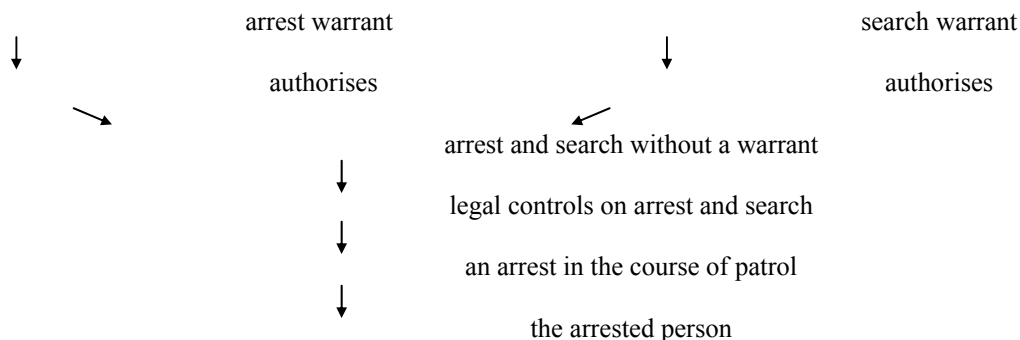 arrest warrant search warrant
authorises authorises
arrest and search without a warrant
legal controls on arrest and search
an arrest in the course of patrol
the arrested person